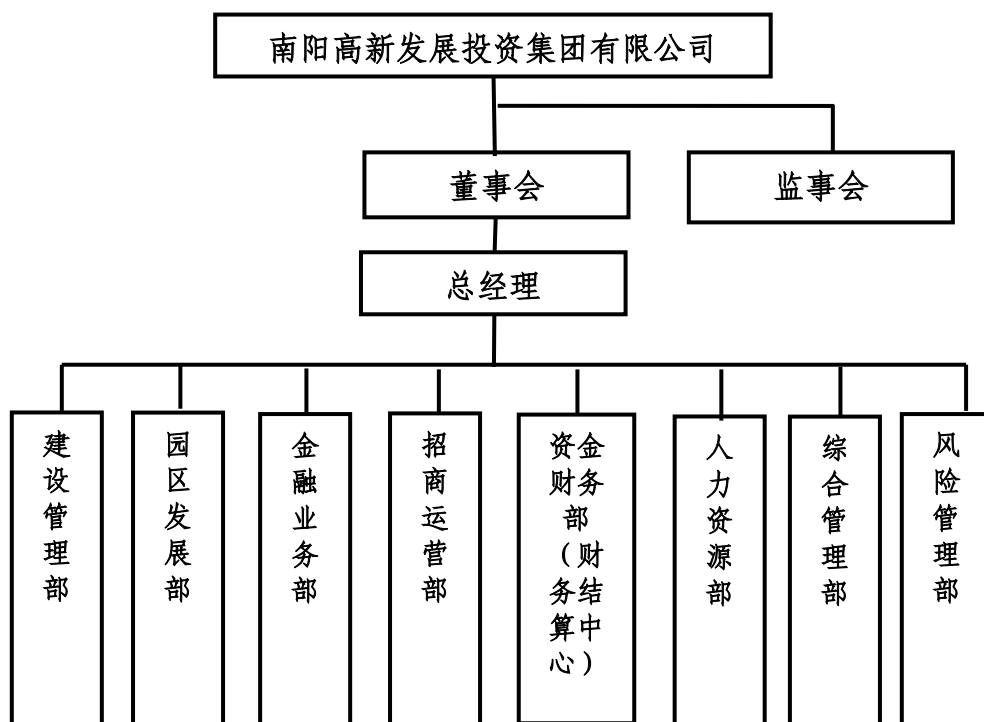 南阳高新发展投资集团有限公司
董事会
监事会
总经理
建设管理部
园区发展部
金融业务部
招商运营部
资金
财务
部
（财
务结
算中
心）
人力资源部
综合管理部
风险管理部